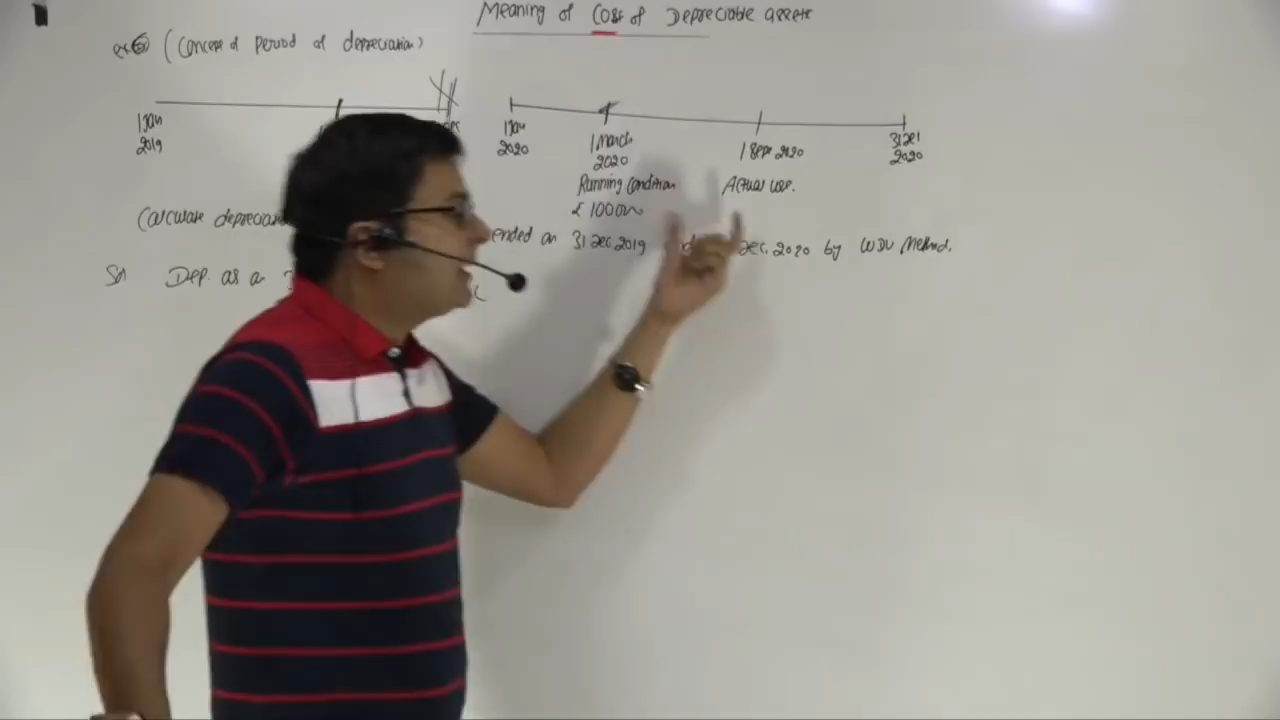 Meaning of Cost of Depreciable assets
(Concept of Period of depreciation)
1 Jan
2019
1 Jan
2020
1 March
2020
1 Sept 2020
31 Dec
2020
Running Condition
Actual use.
Calculate depreciation
ended on 31 Dec 2019
Dec. 2020 by WDV Method.
Sol Dep. as a